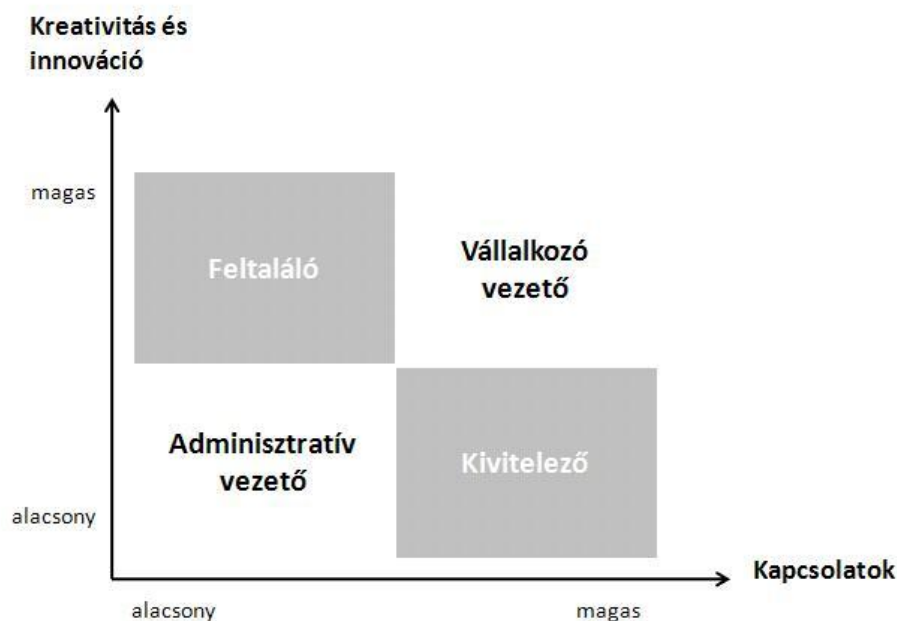 Kreativitás és
innováció
magas
Feltaláló
Vállalkozó
vezető
Adminisztratív
vezető
Kivitelező
alacsony
Kapcsolatok
alacsony
magas